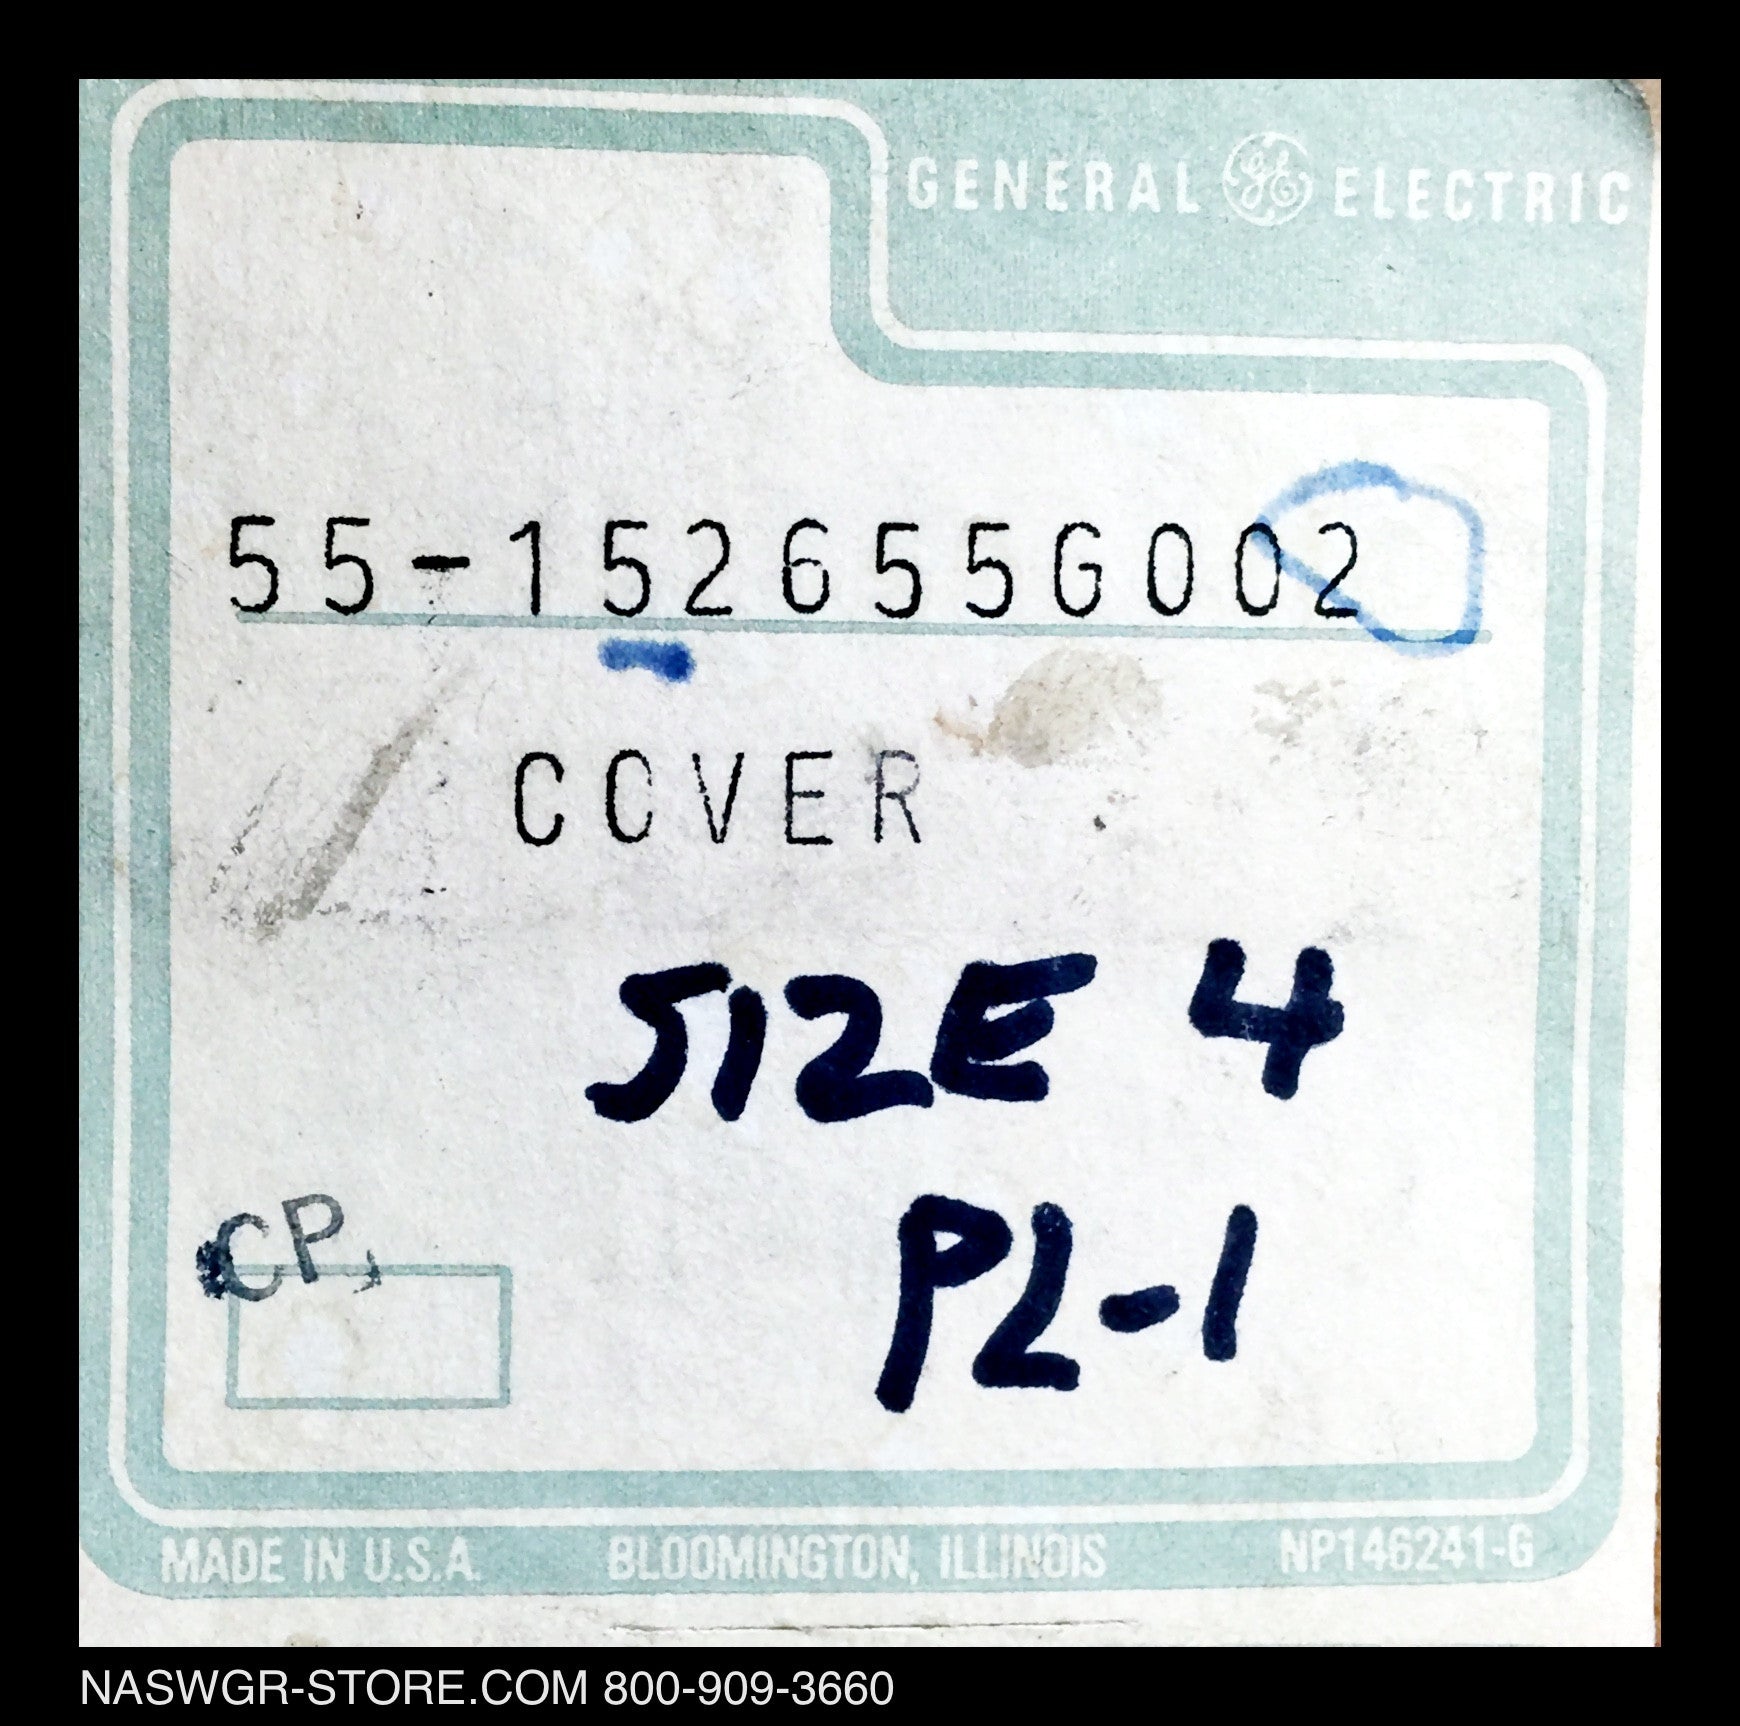 GENERAL GE ELECTRIC
55-152655G002
COVER
SIZE 4
PL-1
CP
MADE IN U.S.A. BLOOMINGTON, ILLINOIS NP146241-G
NASWGR-STORE.COM 800-909-3660